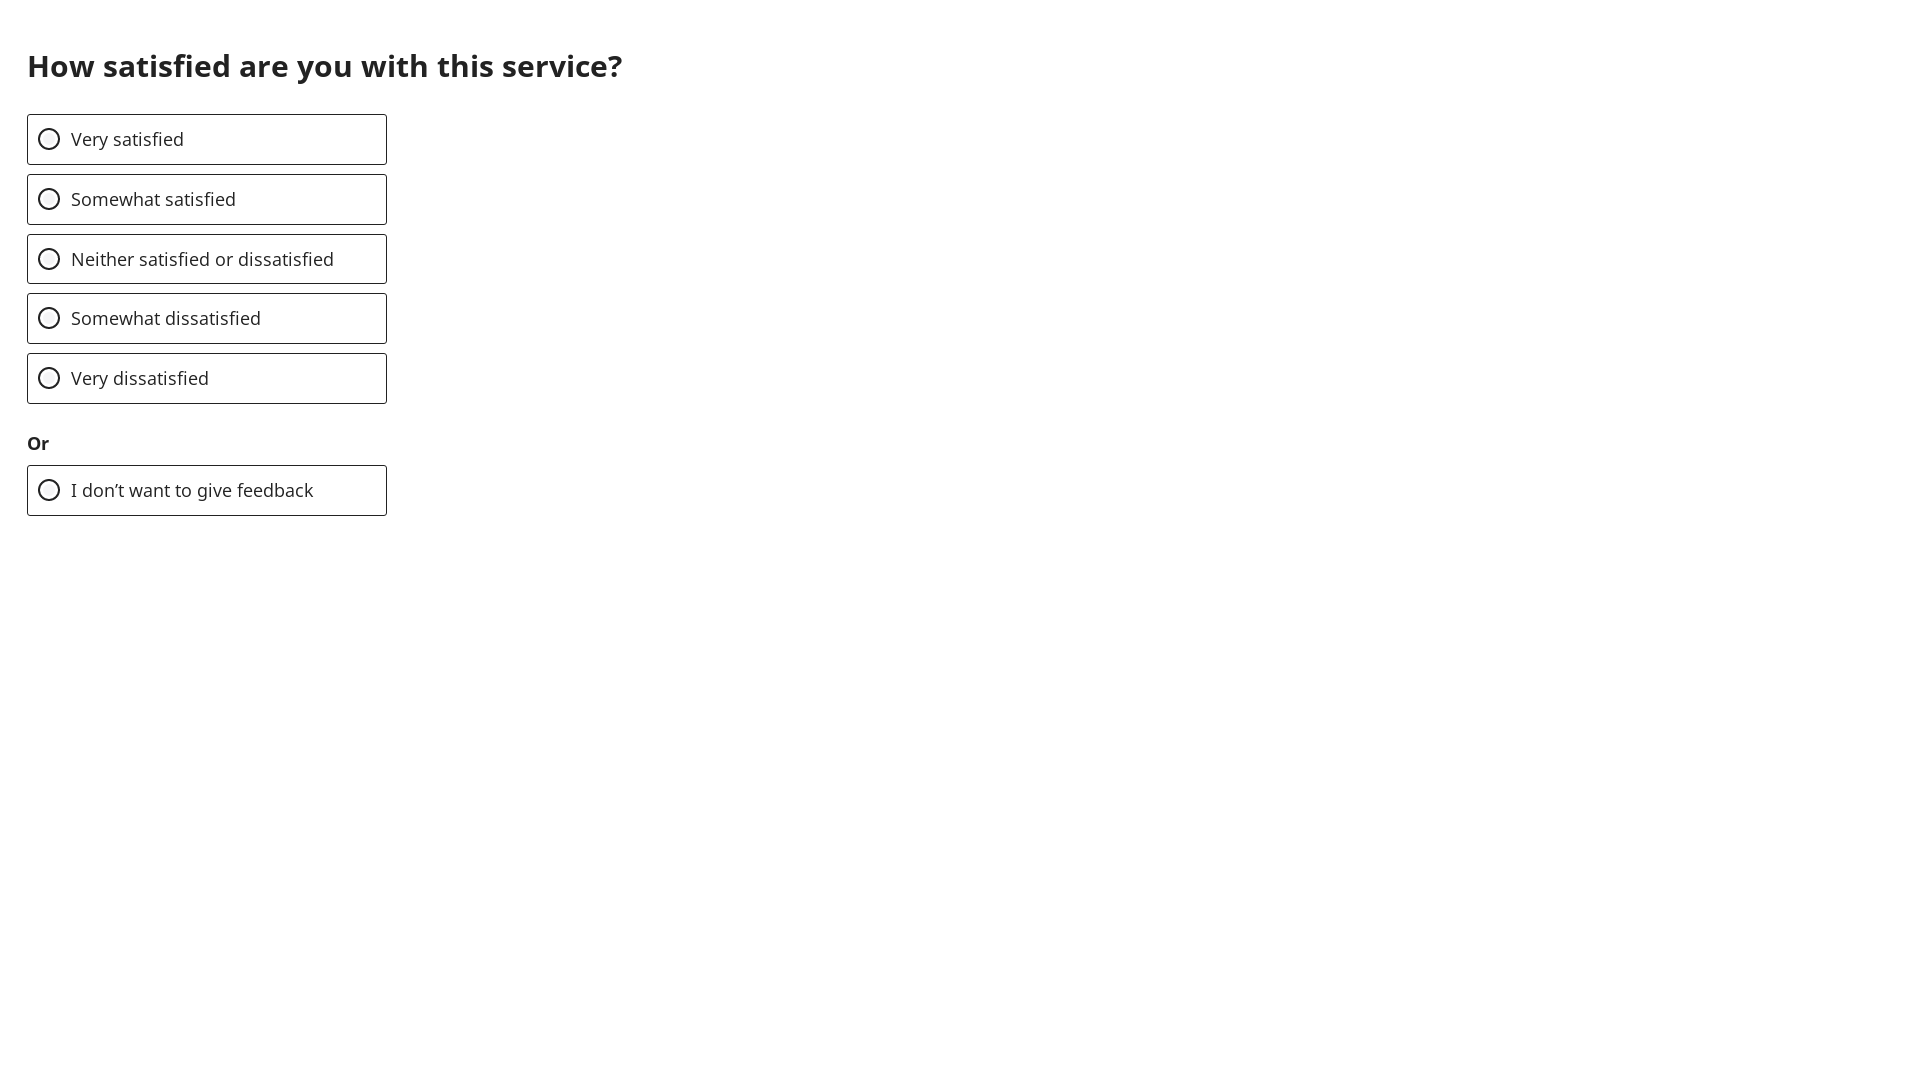 How satisfied are you with this service?
Very satisfied
Somewhat satisfied
Neither satisfied or dissatisfied
Somewhat dissatisfied
Very dissatisfied
Or
I don’t want to give feedback